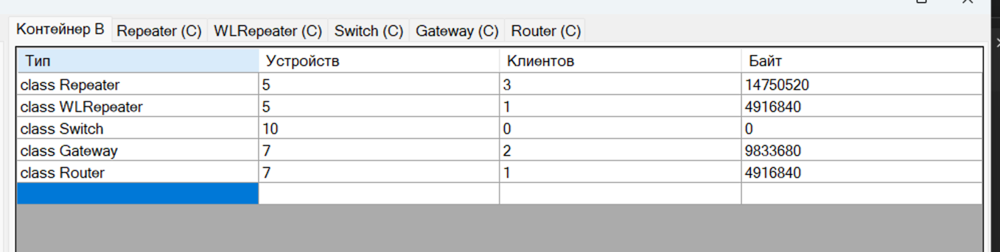 Контейнер B Repeater (C) WLRepeater (C) Switch (C) Gateway (C) Router (C)
Тип Устройств Клиентов Байт
class Repeater 5 3 14750520
class WLRepeater 5 1 4916840
class Switch 10 0 0
class Gateway 7 2 9833680
class Router 7 1 4916840